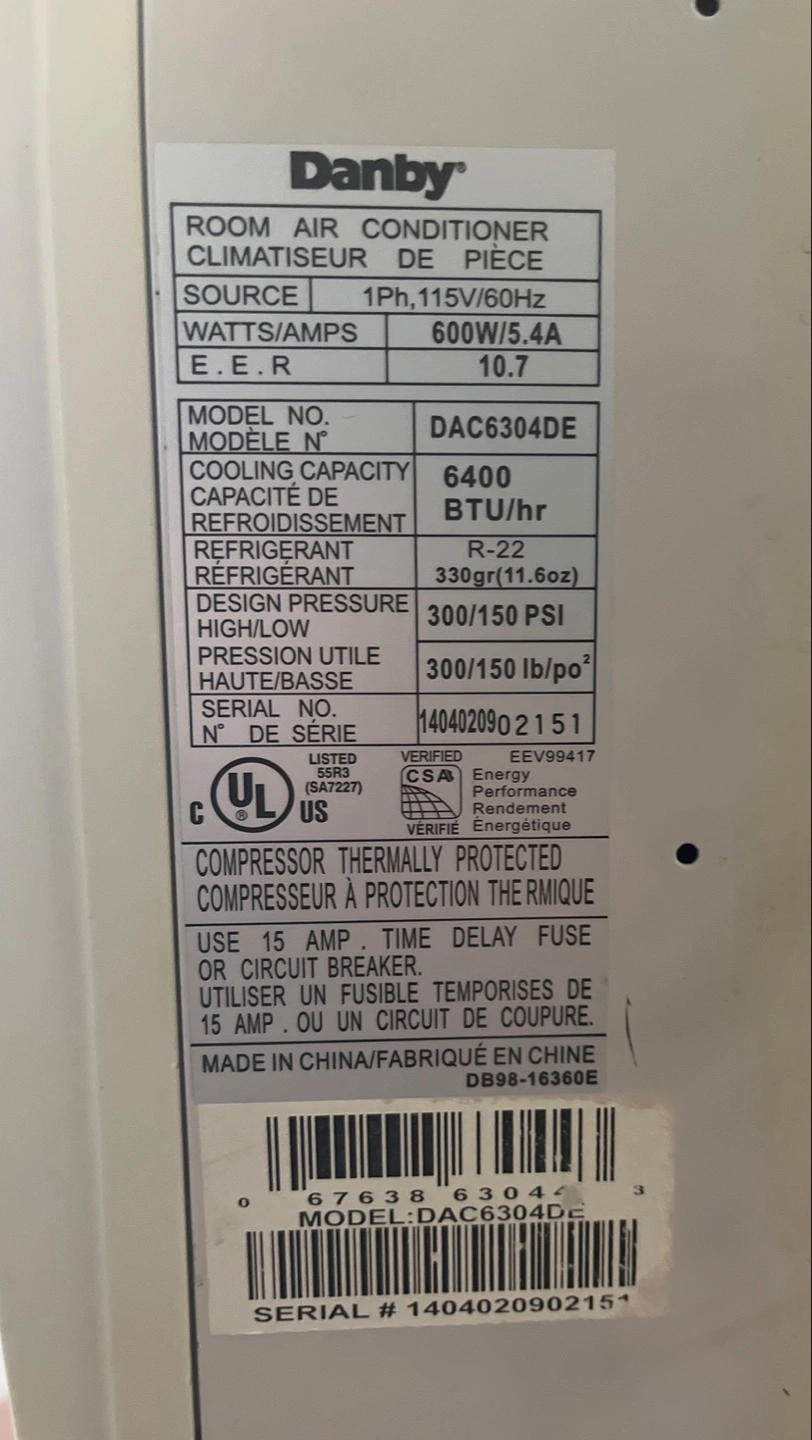 Danby®
ROOM AIR CONDITIONER
CLIMATISEUR DE PIÈCE
SOURCE 1Ph,115V/60Hz
WATTS/AMPS 600W/5.4A
E.E.R 10.7
MODEL NO.
MODÈLE N° DAC6304DE
COOLING CAPACITY
CAPACITÉ DE
REFROIDISSEMENT
6400
BTU/hr
REFRIGERANT R-22
RÉFRIGÉRANT 330gr(11.6oz)
DESIGN PRESSURE
HIGH/LOW
300/150 PSI
PRESSION UTILE
HAUTE/BASSE
300/150 lb/po²
SERIAL NO.
N° DE SÉRIE
1404020902151
C UL ® US
LISTED
55R3
(SA7227)
VERIFIED EEV99417
CSA Energy
Performance
Rendement
VÉRIFIÉ Énergétique
COMPRESSOR THERMALLY PROTECTED
COMPRESSEUR À PROTECTION THERMIQUE
USE 15 AMP. TIME DELAY FUSE
OR CIRCUIT BREAKER.
UTILISER UN FUSIBLE TEMPORISES DE
15 AMP. OU UN CIRCUIT DE COUPURE.
MADE IN CHINA/FABRIQUÉ EN CHINE
DB98-16360E
0 67638 6304 3
MODEL:DAC6304DE
SERIAL # 1404020902151